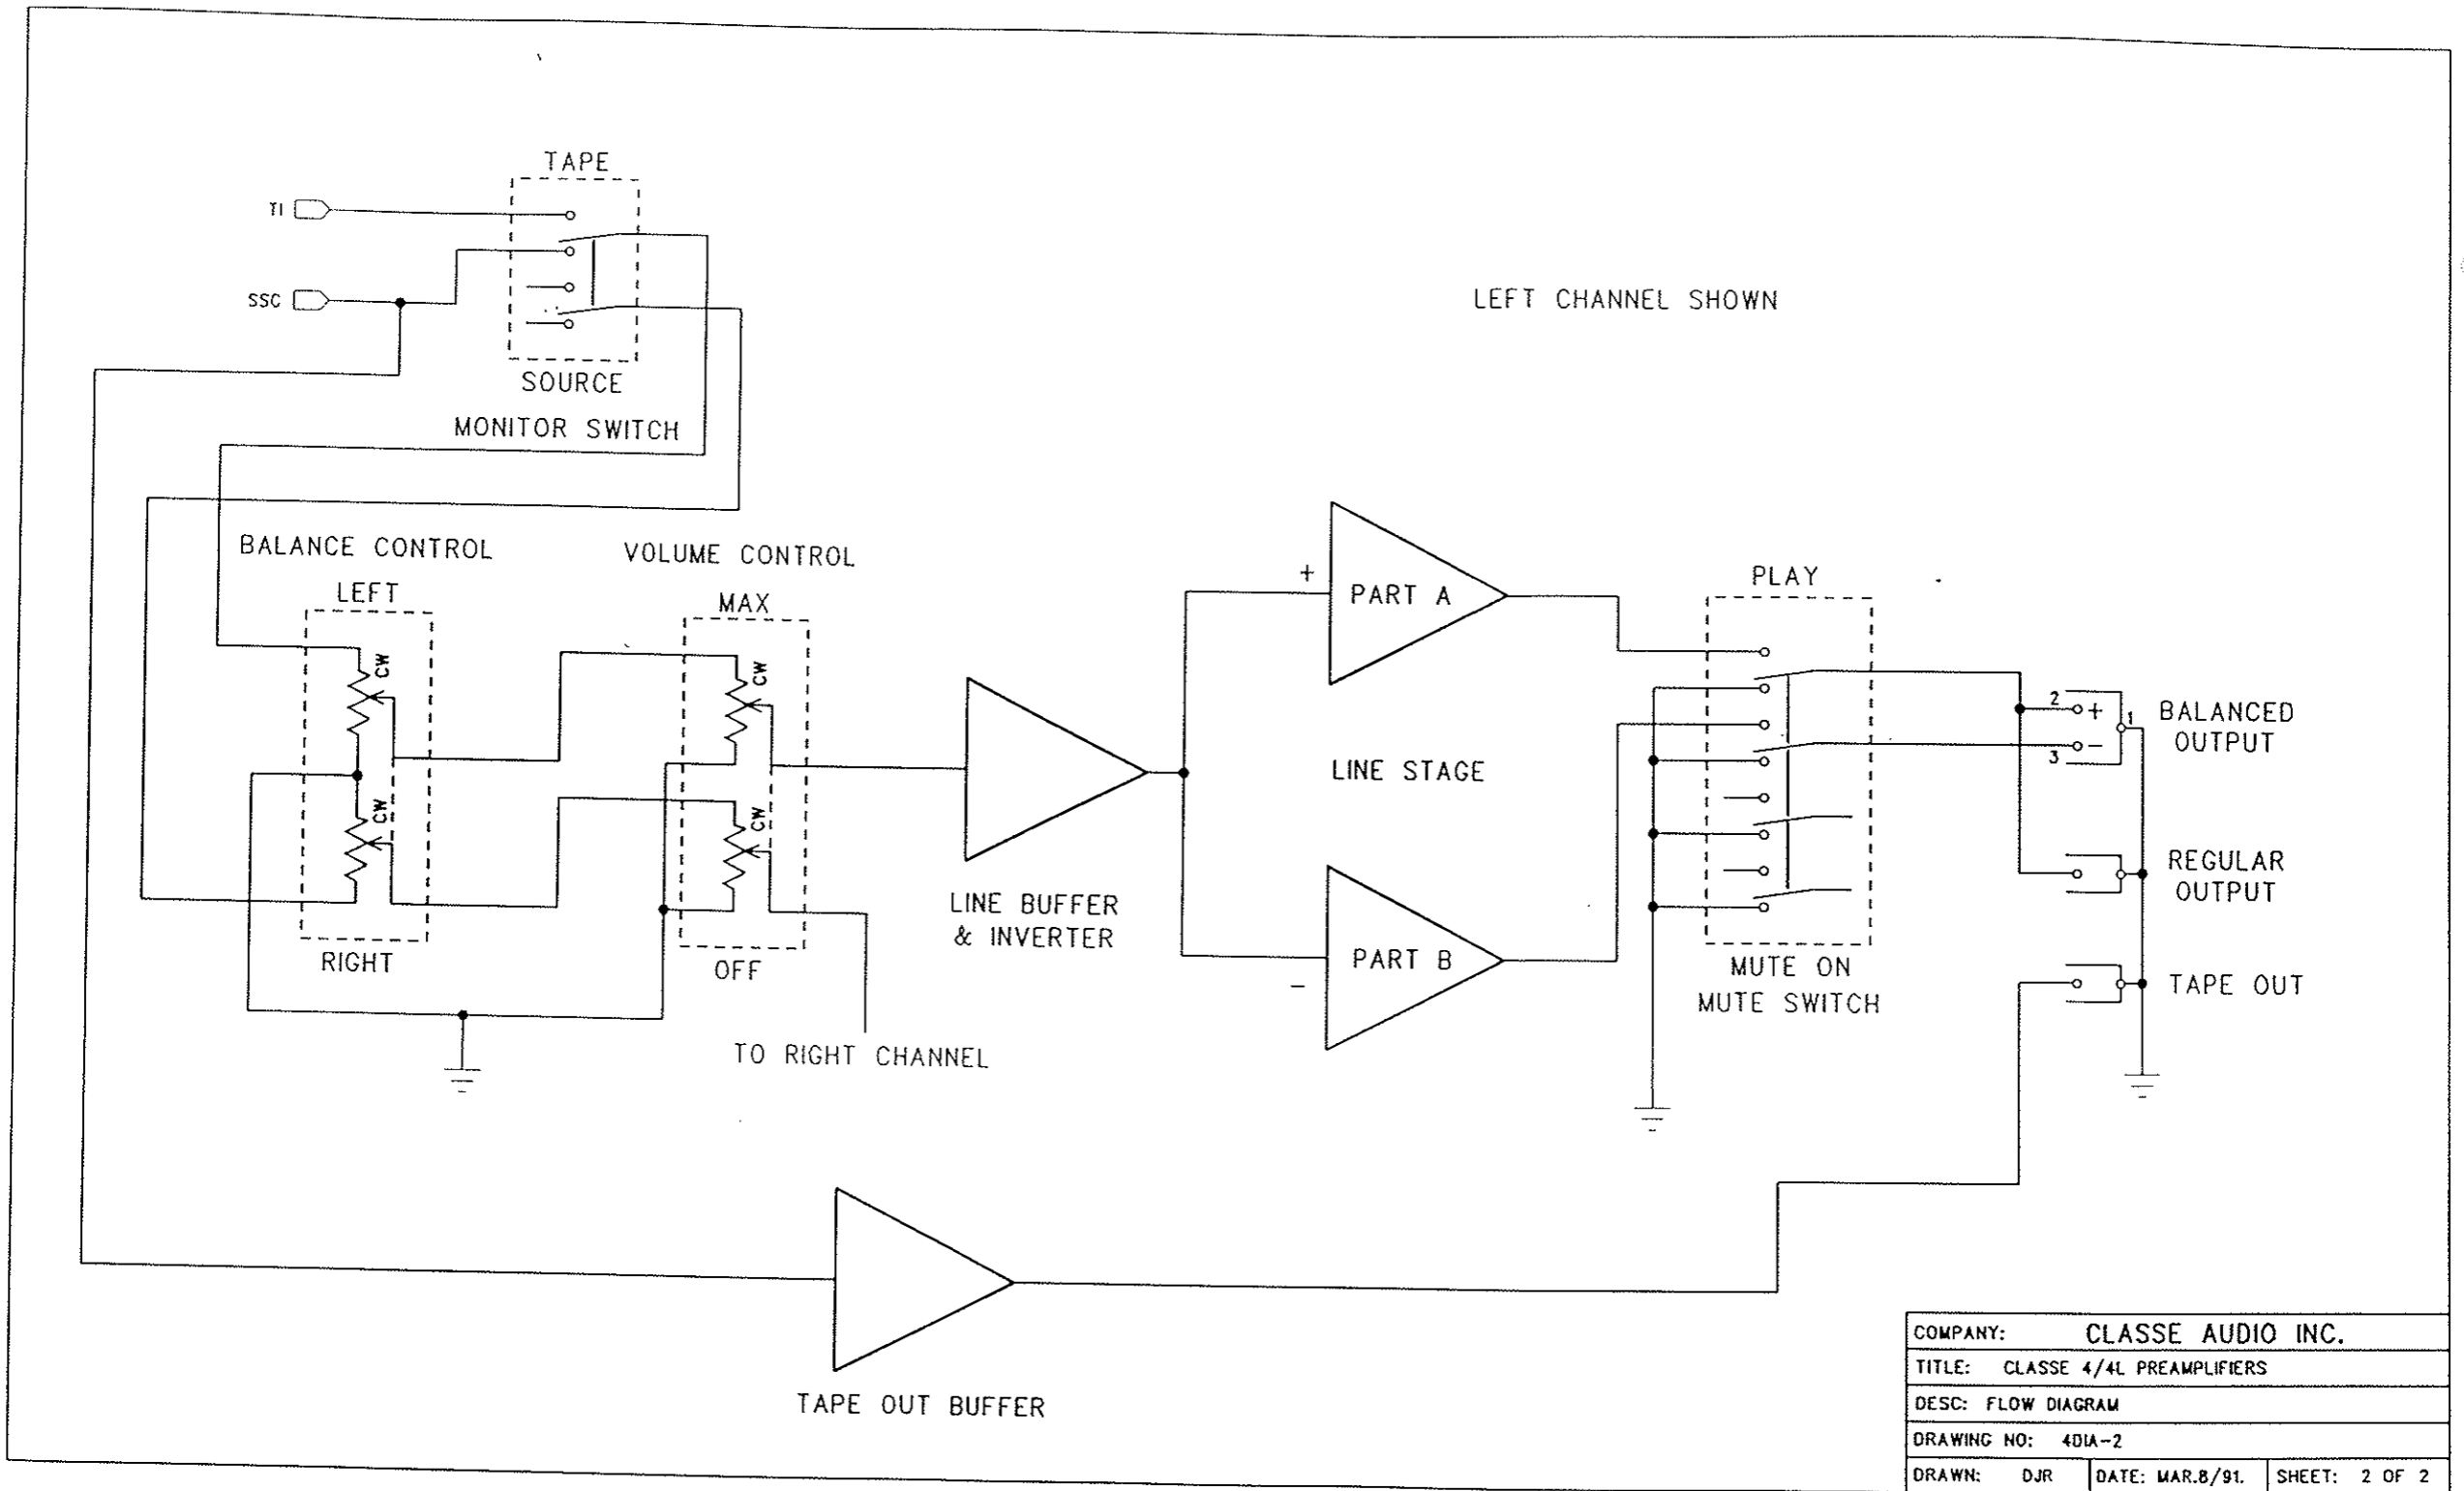 TAPE
TI
SSC
SOURCE
MONITOR SWITCH
LEFT CHANNEL SHOWN
BALANCE CONTROL
LEFT
CW
CW
RIGHT
VOLUME CONTROL
MAX
CW
CW
OFF
TO RIGHT CHANNEL
LINE BUFFER
& INVERTER
+
PART A
LINE STAGE
PART B
-
PLAY
MUTE ON
MUTE SWITCH
2
+
1
-
3
BALANCED
OUTPUT
REGULAR
OUTPUT
TAPE OUT
TAPE OUT BUFFER
COMPANY: CLASSE AUDIO INC.
TITLE: CLASSE 4/4L PREAMPLIFIERS
DESC: FLOW DIAGRAM
DRAWING NO: 4DIA-2
DRAWN: DJR DATE: MAR.8/91. SHEET: 2 OF 2